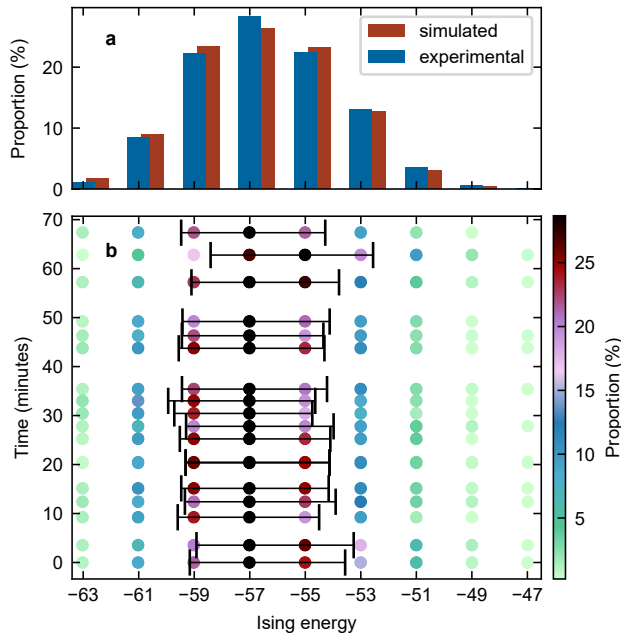 a
simulated
experimental
Proportion (%)
20
10
0
b
Time (minutes)
70
60
50
40
30
20
10
0
−63 −61 −59 −57 −55 −53 −51 −49 −47
Ising energy
25
20
15
10
5
Proportion (%)